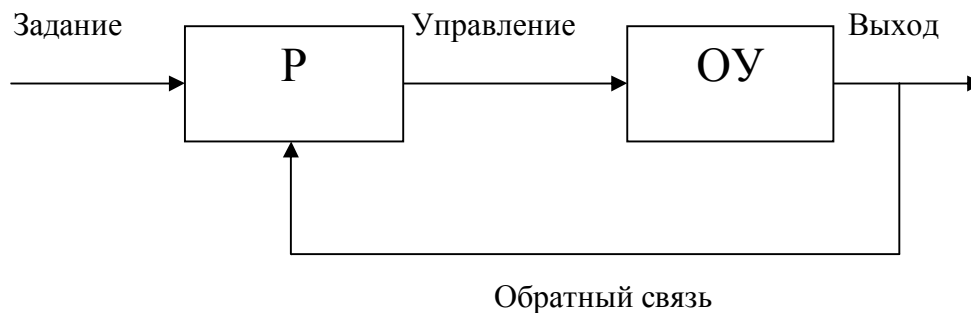 Задание
Р
Управление
ОУ
Выход
Обратный связь